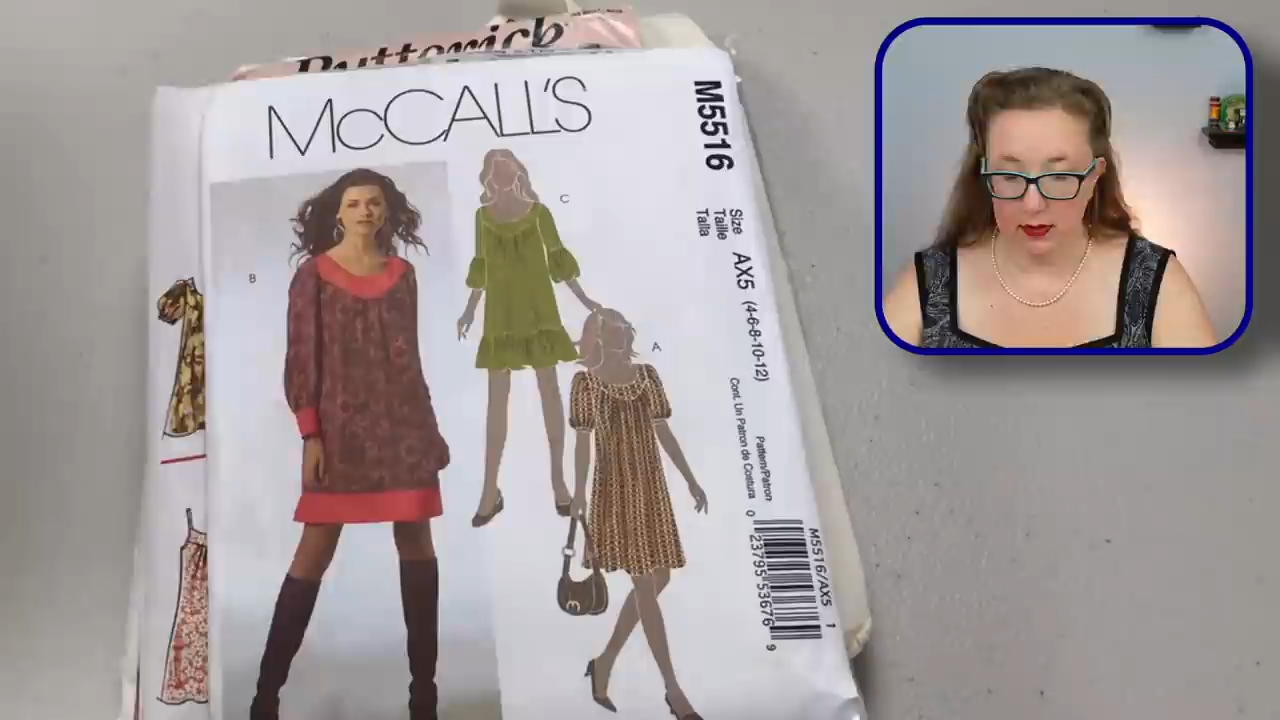 Butterick
McCALL'S
M5516
Size
Taille
Talla
AX5 (4-6-8-10-12)
C
B
A
Pattern/Patron
Cont. Un Patron de Costura
M5516/AX5 1
0 23795 53676 9